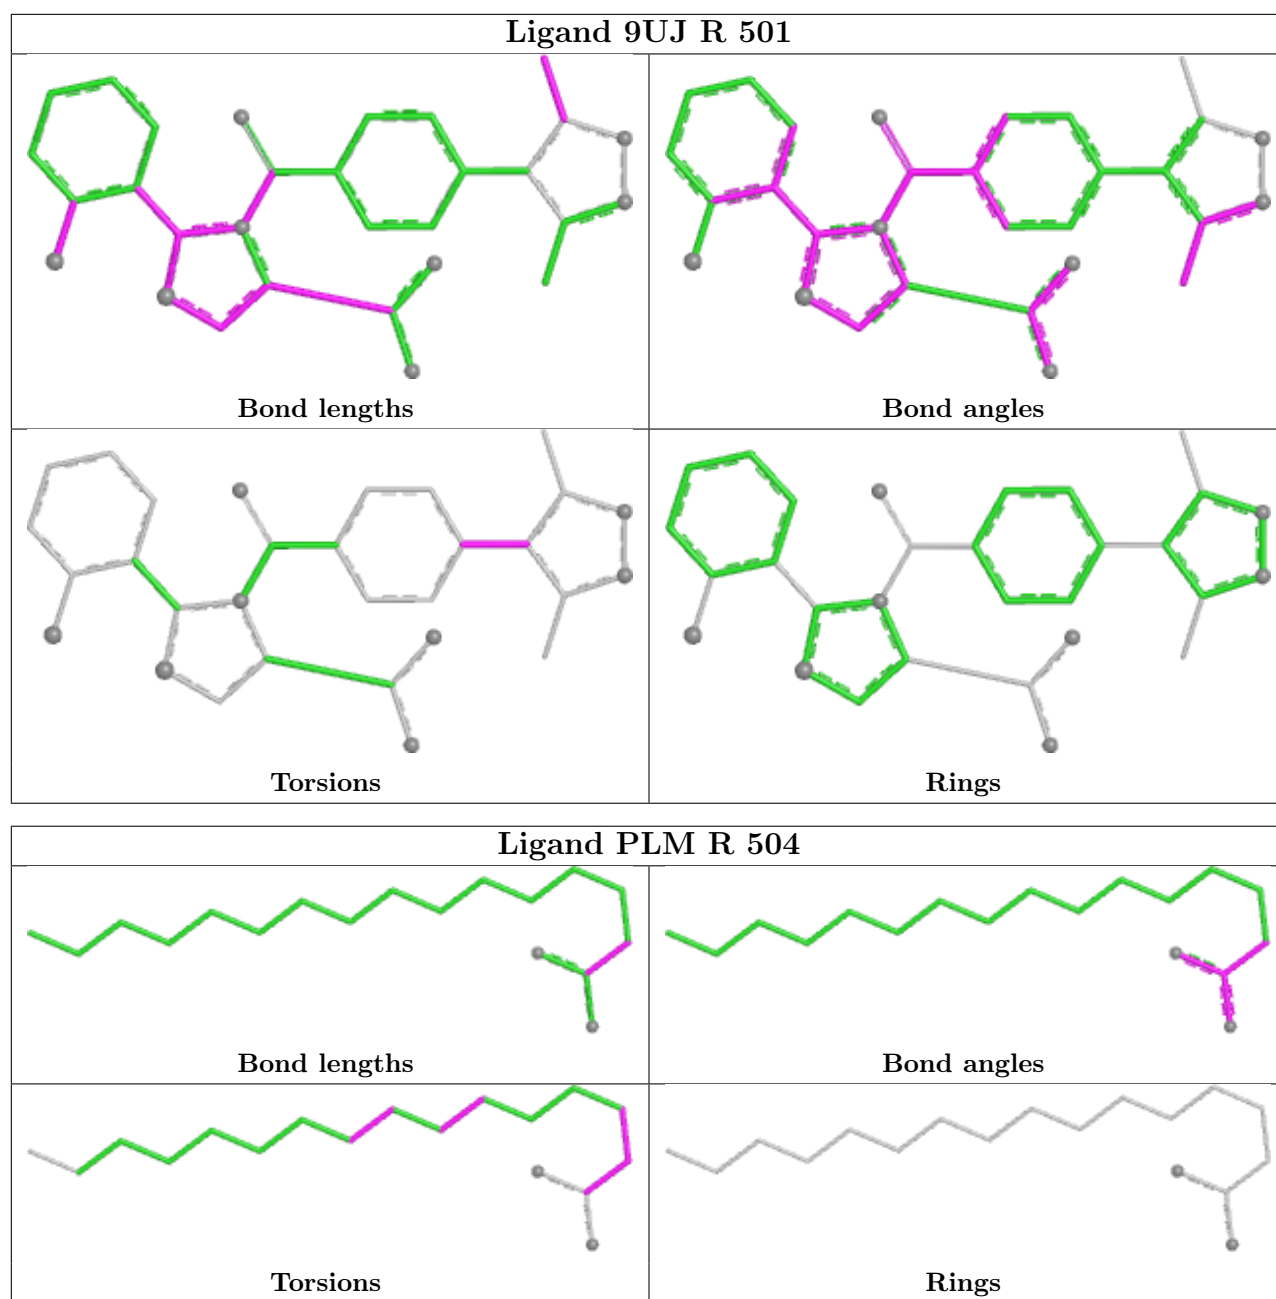 Ligand 9UJ R 501
Bond lengths
Bond angles
Torsions
Rings
Ligand PLM R 504
Bond lengths
Bond angles
Torsions
Rings